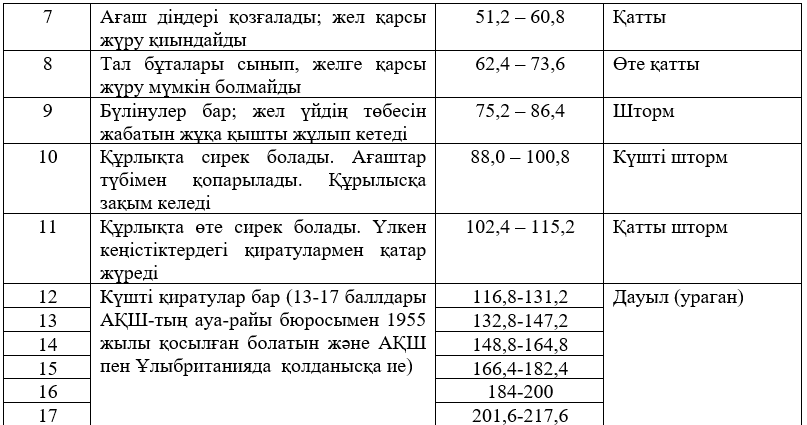 7 Ағаш діңдері қозғалады; жел қарсы 51,2 – 60,8 Қатты
жүру қиындайды
8 Тал бұталары сынып, желге қарсы 62,4 – 73,6 Өте қатты
жүру мүмкін болмайды
9 Бүлінулер бар; жел үйдің төбесін 75,2 – 86,4 Шторм
жабатын жұқа қышты жұлып кетеді
10 Құрлықта сирек болады. Ағаштар 88,0 – 100,8 Күшті шторм
түбімен қопарылады. Құрылысқа
зақым келеді
11 Құрлықта өте сирек болады. Үлкен 102,4 – 115,2 Қатты шторм
кеңістіктердегі қиратулармен қатар
жүреді
12 Күшті қиратулар бар (13-17 баллдары 116,8-131,2 Дауыл (ураган)
13 АҚШ-тың ауа-райы бюросымен 1955 132,8-147,2
14 жылы қосылған болатын және АҚШ 148,8-164,8
15 пен Ұлыбританияда қолданысқа ие) 166,4-182,4
16 184-200
17 201,6-217,6